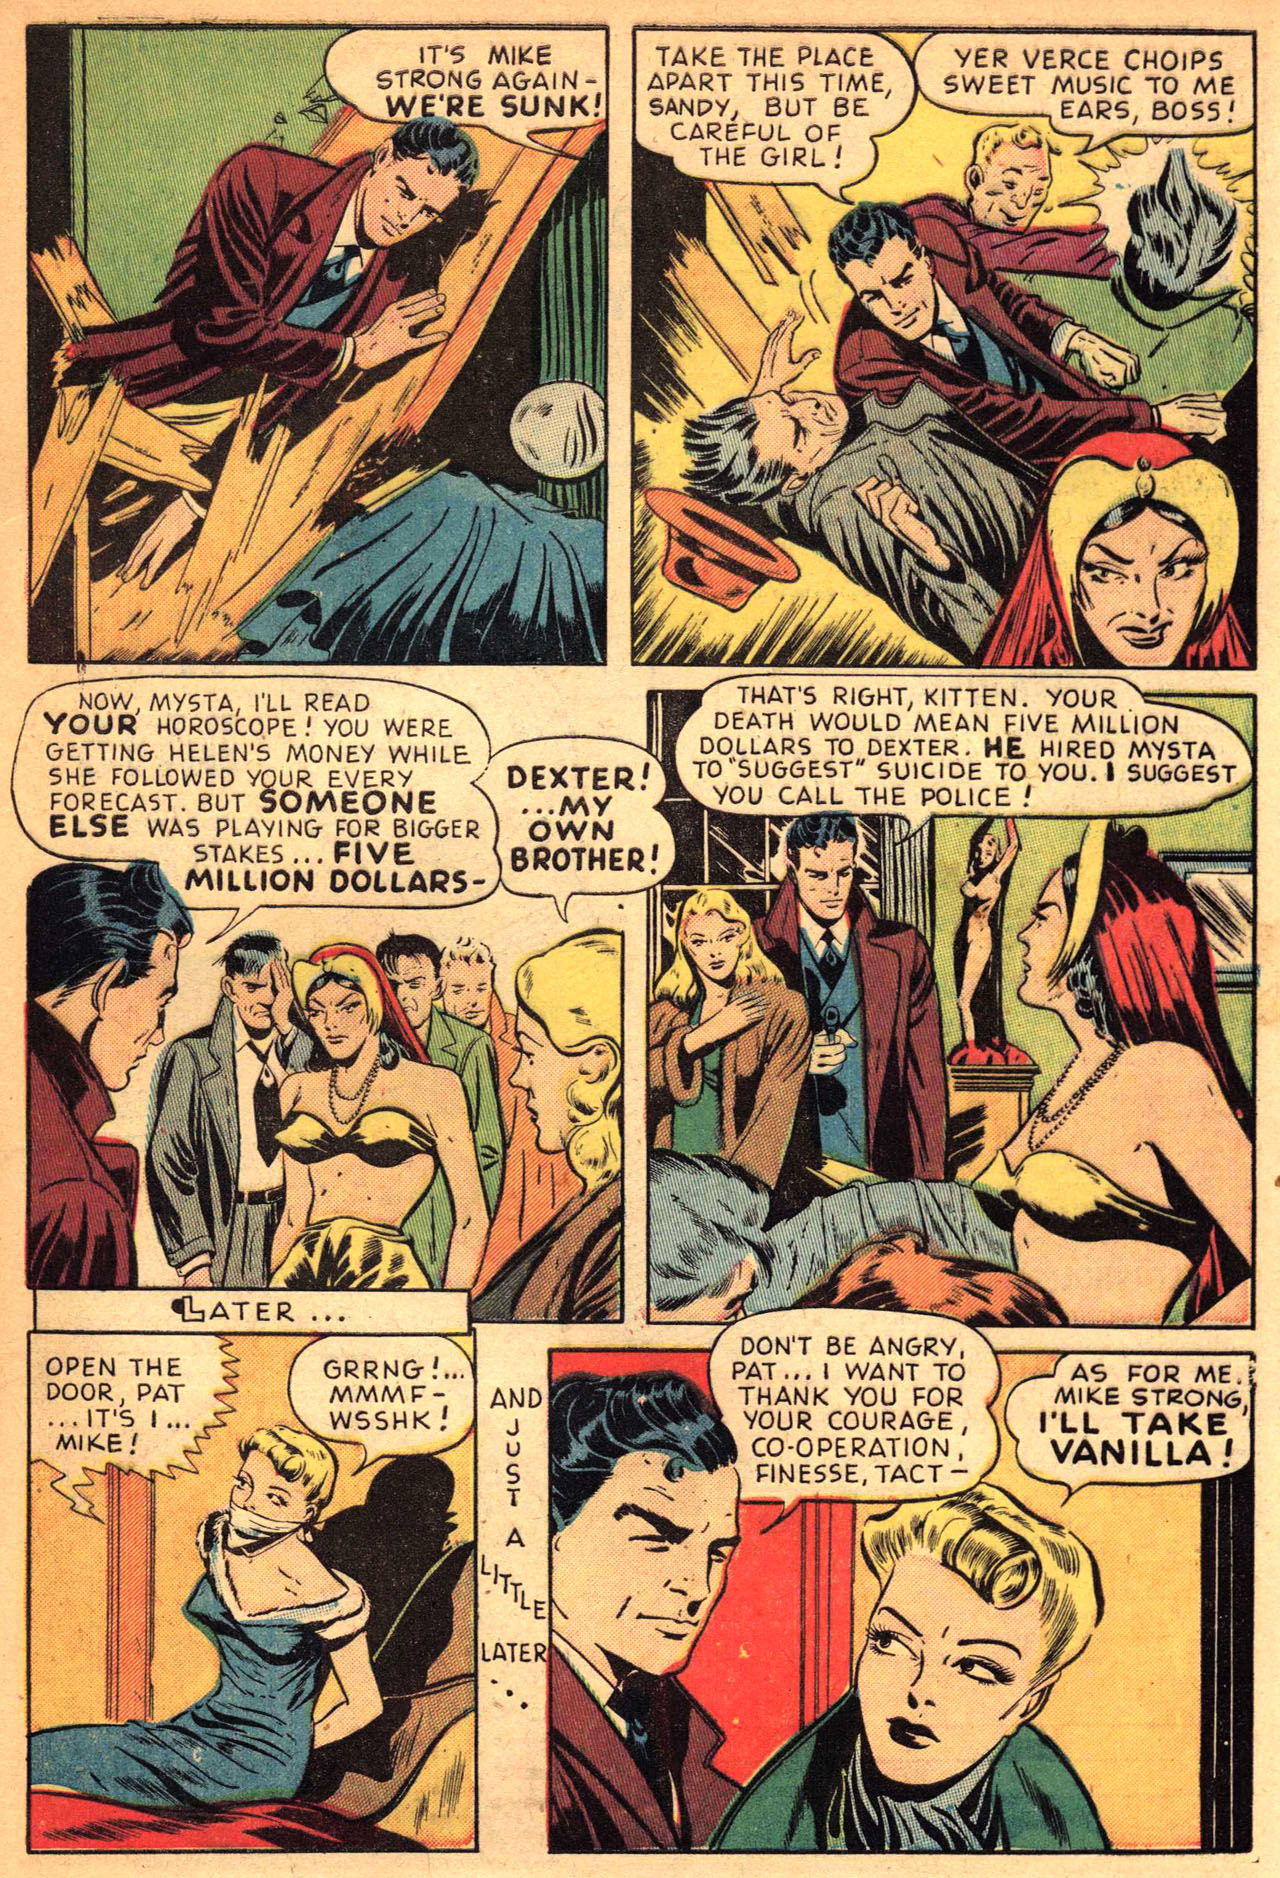 IT'S MIKE
STRONG AGAIN-
WE'RE SUNK!
TAKE THE PLACE
APART THIS TIME,
SANDY, BUT BE
CAREFUL OF
THE GIRL!
YER VERCE CHOIPS
SWEET MUSIC TO ME
EARS, BOSS!
NOW, MYSTA, I'LL READ
YOUR HOROSCOPE! YOU WERE
GETTING HELEN'S MONEY WHILE
SHE FOLLOWED YOUR EVERY
FORECAST. BUT SOMEONE
ELSE WAS PLAYING FOR BIGGER
STAKES... FIVE
MILLION DOLLARS-
DEXTER!
...MY
OWN
BROTHER!
THAT'S RIGHT, KITTEN. YOUR
DEATH WOULD MEAN FIVE MILLION
DOLLARS TO DEXTER. HE HIRED MYSTA
TO "SUGGEST" SUICIDE TO YOU. I SUGGEST
YOU CALL THE POLICE!
LATER...
OPEN THE
DOOR, PAT
...IT'S I...
MIKE!
GRRNG!...
MMMF-
WSSHK!
AND
JUST
A
LITTLE
LATER
...
DON'T BE ANGRY,
PAT... I WANT TO
THANK YOU FOR
YOUR COURAGE,
CO-OPERATION,
FINESSE, TACT-
AS FOR ME,
MIKE STRONG,
I'LL TAKE
VANILLA!